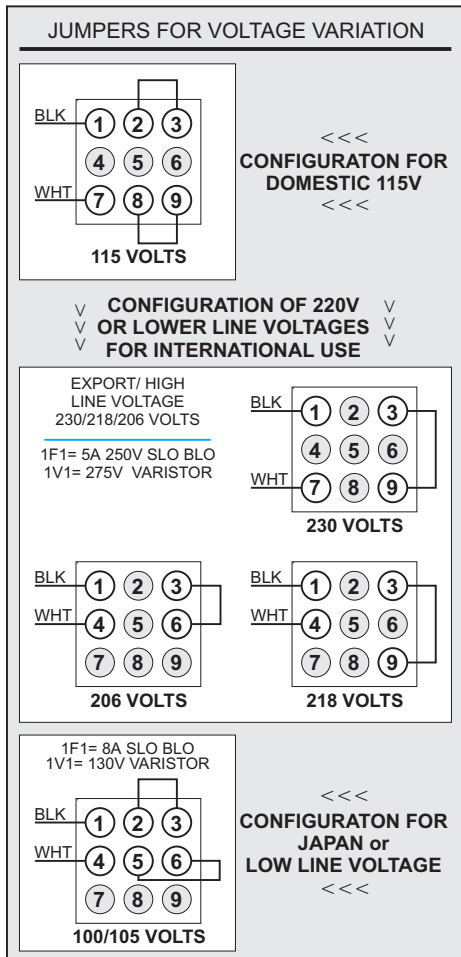 JUMPERS FOR VOLTAGE VARIATION
BLK 1 2 3
4 5 6
WHT 7 8 9
115 VOLTS
<<<
CONFIGURATON FOR
DOMESTIC 115V
<<<
CONFIGURATION OF 220V
OR LOWER LINE VOLTAGES
FOR INTERNATIONAL USE
EXPORT/ HIGH
LINE VOLTAGE
230/218/206 VOLTS
1F1= 5A 250V SLO BLO
1V1= 275V VARISTOR
BLK 1 2 3
4 5 6
WHT 7 8 9
230 VOLTS
BLK 1 2 3
WHT 4 5 6
7 8 9
206 VOLTS
BLK 1 2 3
WHT 4 5 6
7 8 9
218 VOLTS
1F1= 8A SLO BLO
1V1= 130V VARISTOR
BLK 1 2 3
WHT 4 5 6
7 8 9
100/105 VOLTS
<<<
CONFIGURATON FOR
JAPAN or
LOW LINE VOLTAGE
<<<